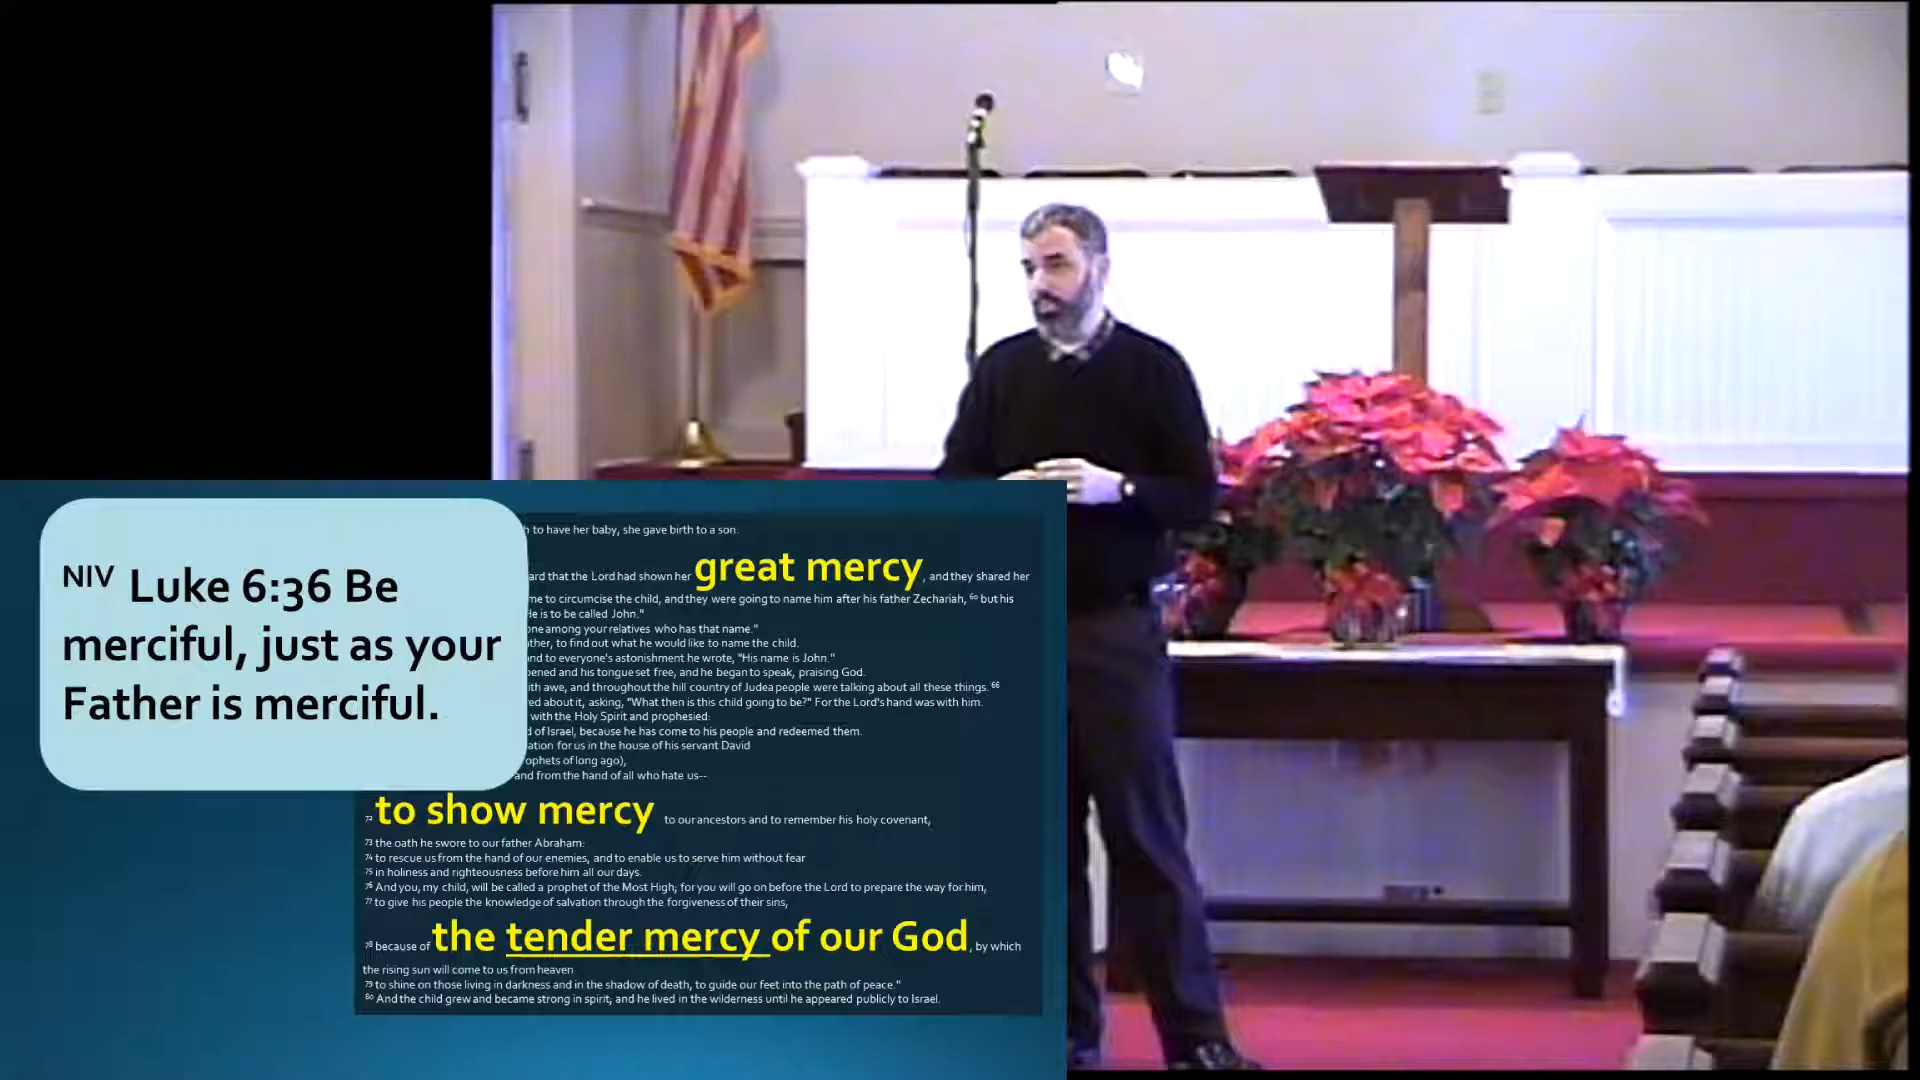 NIV Luke 6:36 Be
merciful, just as your
Father is merciful.
to have her baby, she gave birth to a son.
that the Lord had shown her great mercy, and they shared her
to circumcise the child, and they were going to name him after his father Zechariah, 60 but his
is to be called John."
among your relatives who has that name."
to find out what he would like to name the child.
to everyone's astonishment he wrote, "His name is John."
and his tongue set free, and he began to speak, praising God.
awe, and throughout the hill country of Judea people were talking about all these things. 66
about it, asking, "What then is this child going to be?" For the Lord's hand was with him.
with the Holy Spirit and prophesied:
of Israel, because he has come to his people and redeemed them.
for us in the house of his servant David
of long ago),
and from the hand of all who hate us--
72 to show mercy to our ancestors and to remember his holy covenant,
73 the oath he swore to our father Abraham:
74 to rescue us from the hand of our enemies, and to enable us to serve him without fear
75 in holiness and righteousness before him all our days.
76 And you, my child, will be called a prophet of the Most High; for you will go on before the Lord to prepare the way for him,
77 to give his people the knowledge of salvation through the forgiveness of their sins,
78 because of the tender mercy of our God, by which
the rising sun will come to us from heaven
79 to shine on those living in darkness and in the shadow of death, to guide our feet into the path of peace."
80 And the child grew and became strong in spirit; and he lived in the wilderness until he appeared publicly to Israel.